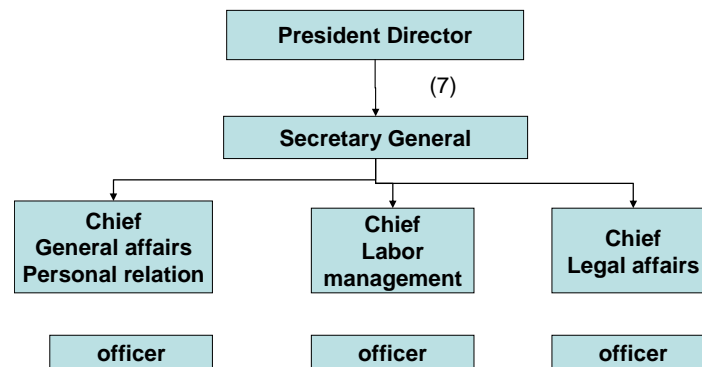 President Director
(7)
Secretary General
Chief
General affairs
Personal relation
Chief
Labor
management
Chief
Legal affairs
officer
officer
officer